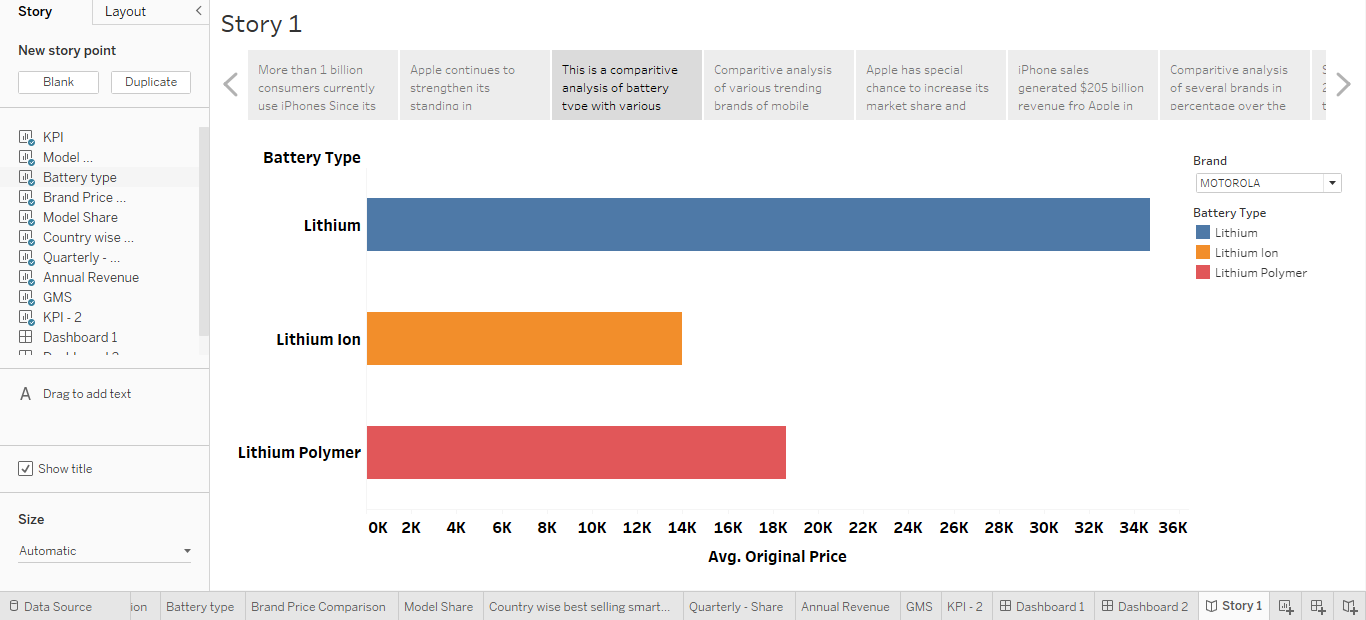 Story
Layout
New story point
Blank
Duplicate
KPI
Model ...
Battery type
Brand Price ...
Model Share
Country wise ...
Quarterly - ...
Annual Revenue
GMS
KPI - 2
Dashboard 1
A Drag to add text
Show title
Size
Automatic
Story 1
More than 1 billion
consumers currently
use iPhones Since its
Apple continues to
strengthen its
standing in
This is a comparitive
analysis of battery
type with various
Comparitive analysis
of various trending
brands of mobile
Apple has special
chance to increase its
market share and
iPhone sales
generated $205 billion
revenue fro Apple in
Comparitive analysis
of several brands in
percentage over the
Battery Type
Lithium
Lithium Ion
Lithium Polymer
0K 2K 4K 6K 8K 10K 12K 14K 16K 18K 20K 22K 24K 26K 28K 30K 32K 34K 36K
Avg. Original Price
Brand
MOTOROLA
Battery Type
Lithium
Lithium Ion
Lithium Polymer
Data Source ion Battery type Brand Price Comparison Model Share Country wise best selling smart... Quarterly - Share Annual Revenue GMS KPI - 2 Dashboard 1 Dashboard 2 Story 1